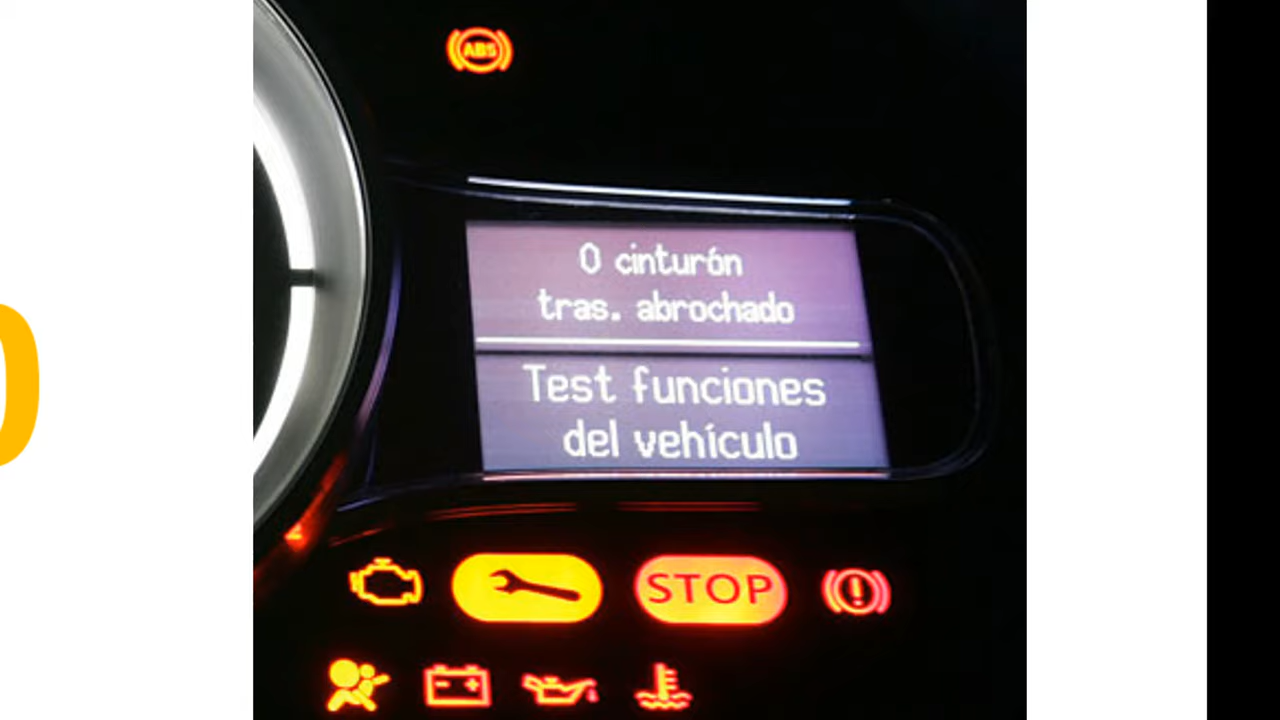 ABS
0 cinturón
tras. abrochado
Test funciones
del vehículo
STOP